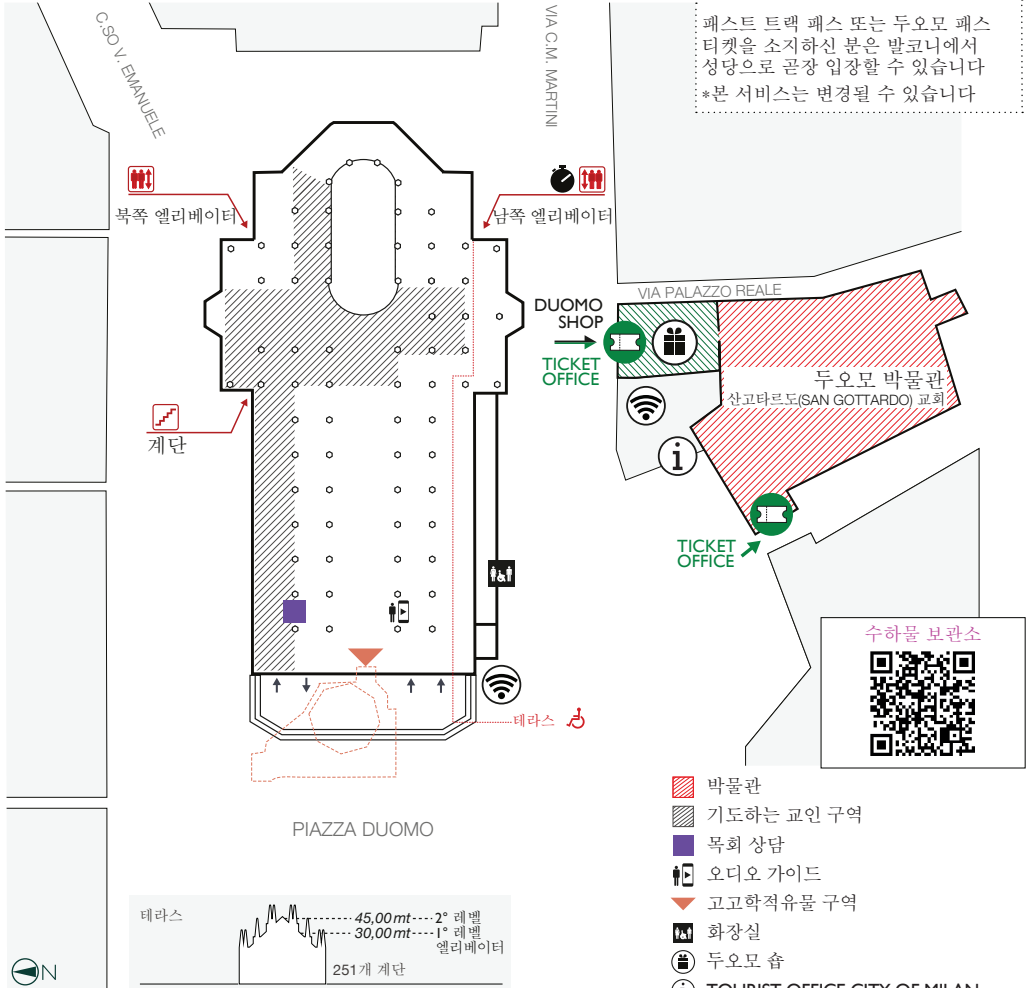 패스트 트랙 패스 또는 두오모 패스
티켓을 소지하신 분은 발코니에서
성당으로 곧장 입장할 수 있습니다
*본 서비스는 변경될 수 있습니다
C.SO V. EMANUELE
VIA C.M. MARTINI
북쪽 엘리베이터
남쪽 엘리베이터
VIA PALAZZO REALE
DUOMO
SHOP
TICKET
OFFICE
두오모 박물관
산고타르도(SAN GOTTARDO) 교회
계단
i
TICKET
OFFICE
수하물 보관소
테라스
PIAZZA DUOMO
박물관
기도하는 교인 구역
목회 상담
오디오 가이드
고고학적유물 구역
화장실
두오모 숍
i TOURIST OFFICE CITY OF MILAN
테라스
45,00 mt 2° 레벨
30,00 mt 1° 레벨
엘리베이터
251개 계단
N